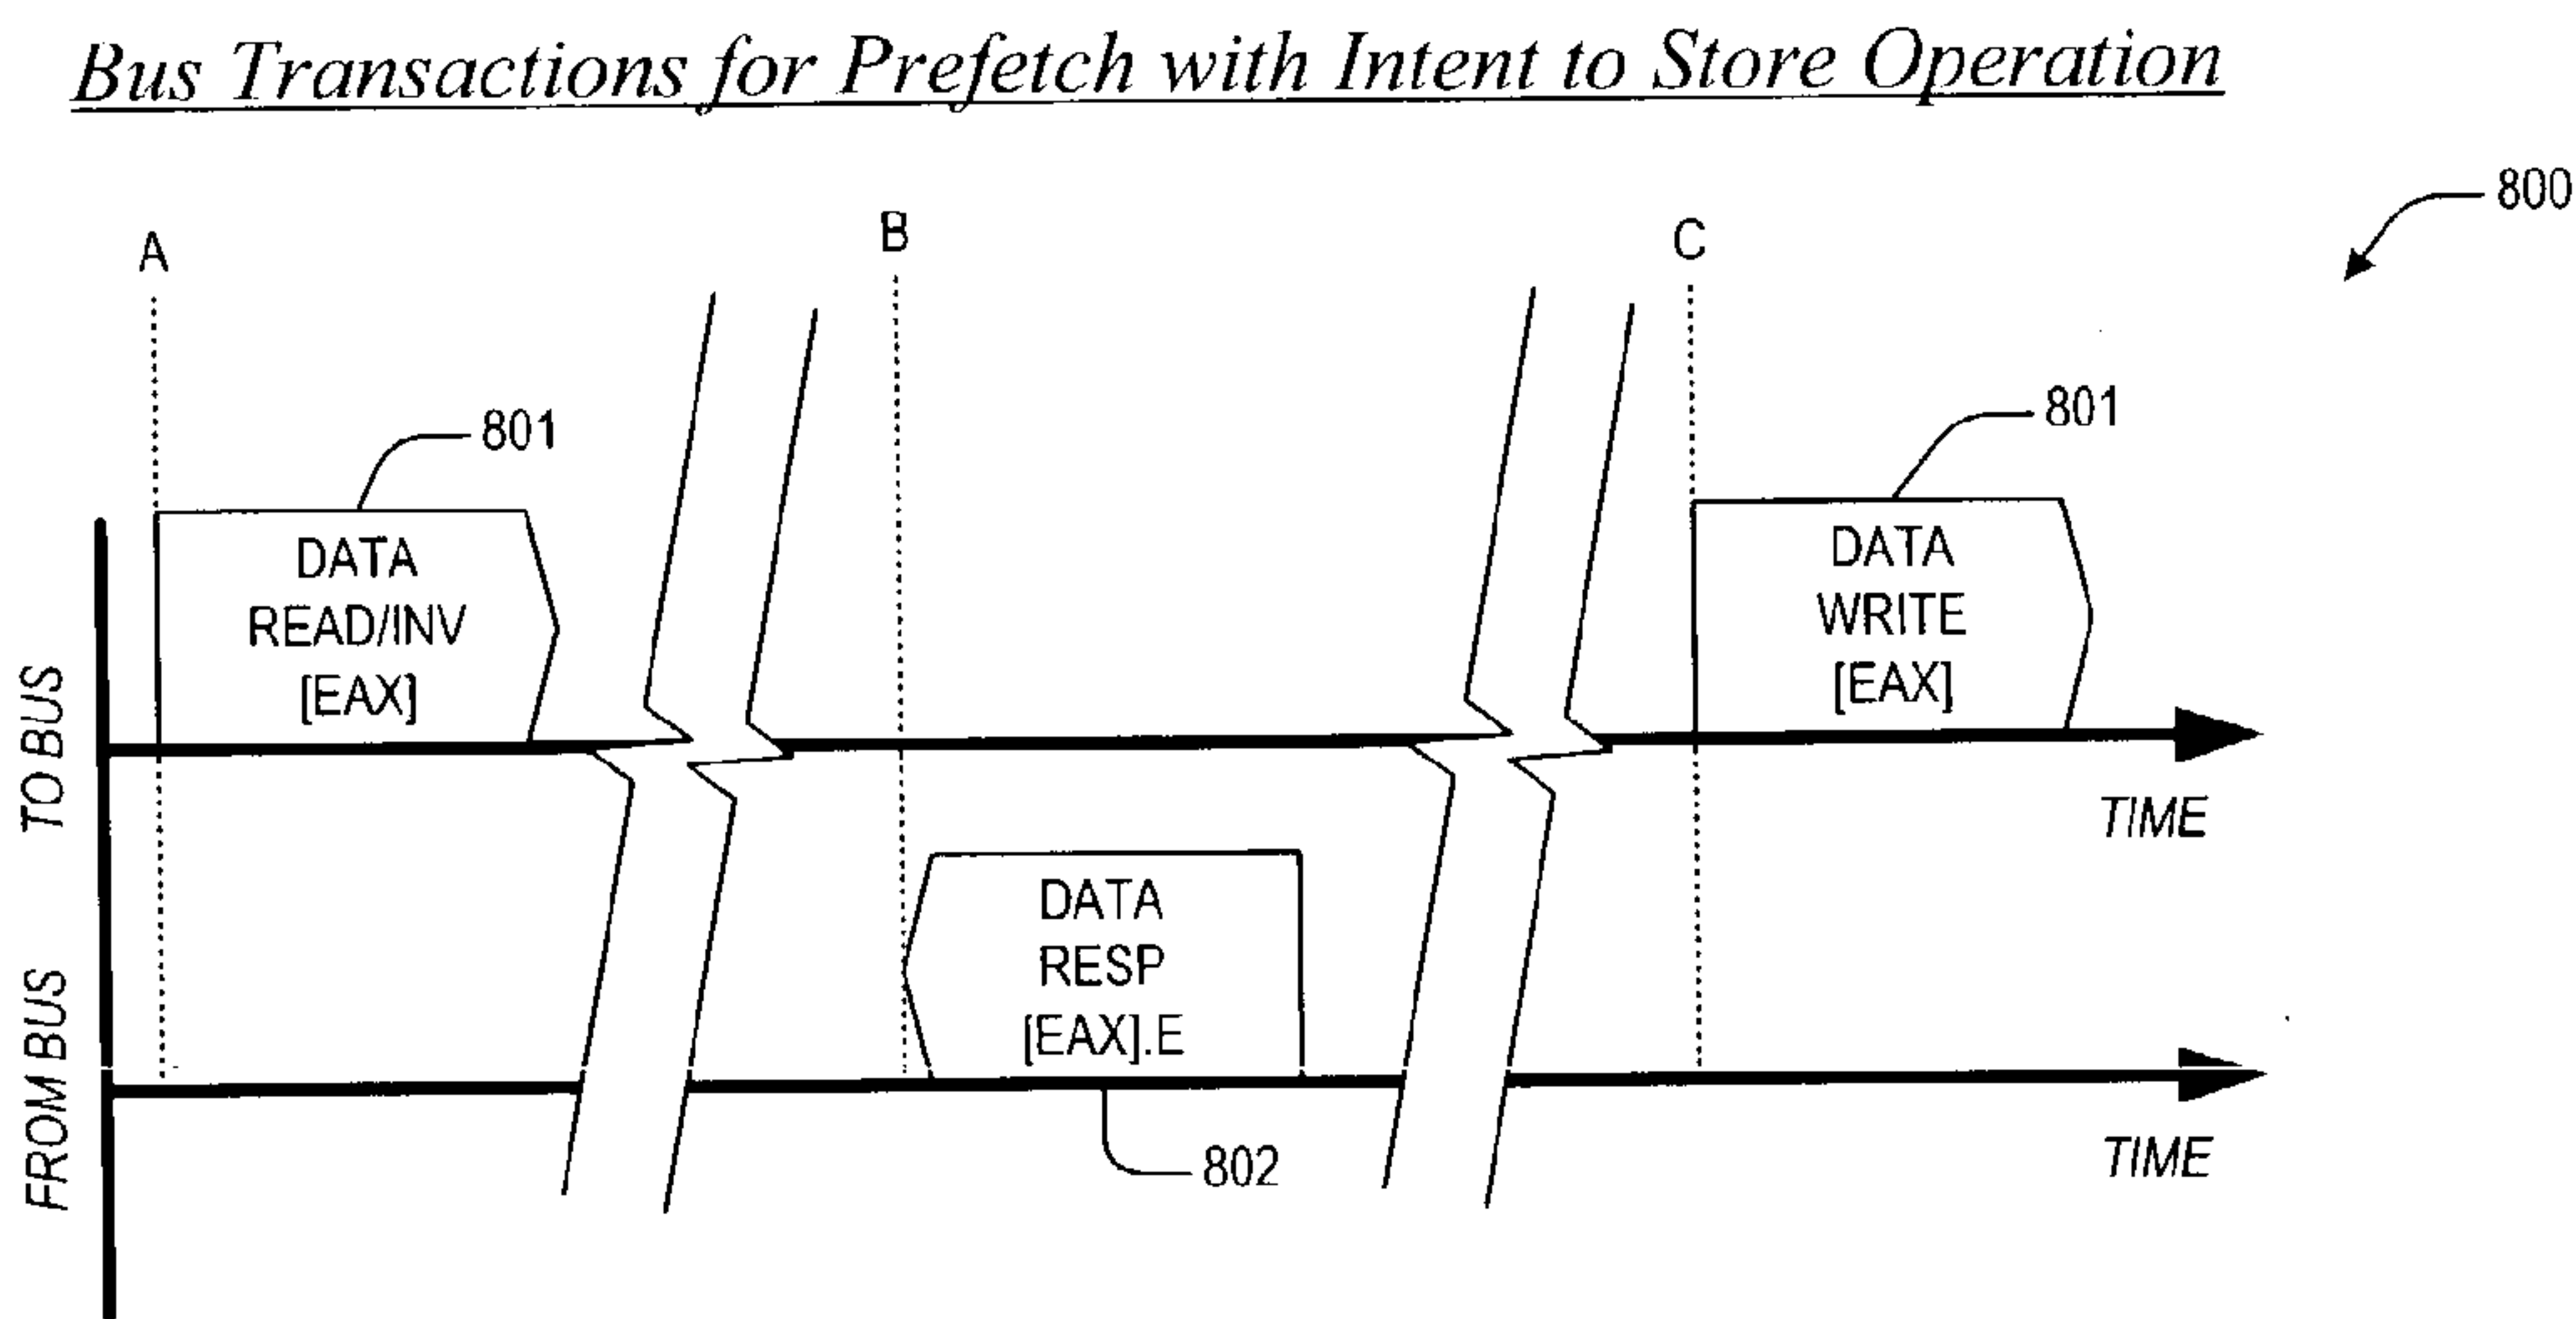 Bus Transactions for Prefetch with Intent to Store Operation
800
A
B
C
801
801
DATA
READ/INV
[EAX]
DATA
WRITE
[EAX]
TO BUS
TIME
DATA
RESP
[EAX].E
FROM BUS
802
TIME